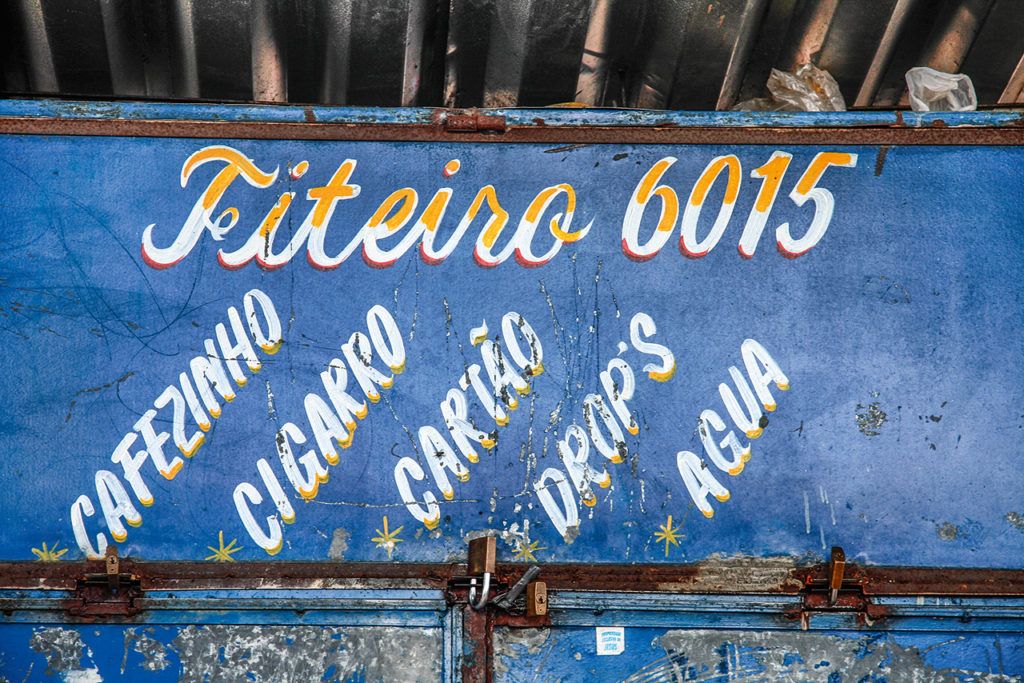 Fiteiro 6015
CAFEZINHO
CIGARRO
CARTÃO
DROP'S
AGUA